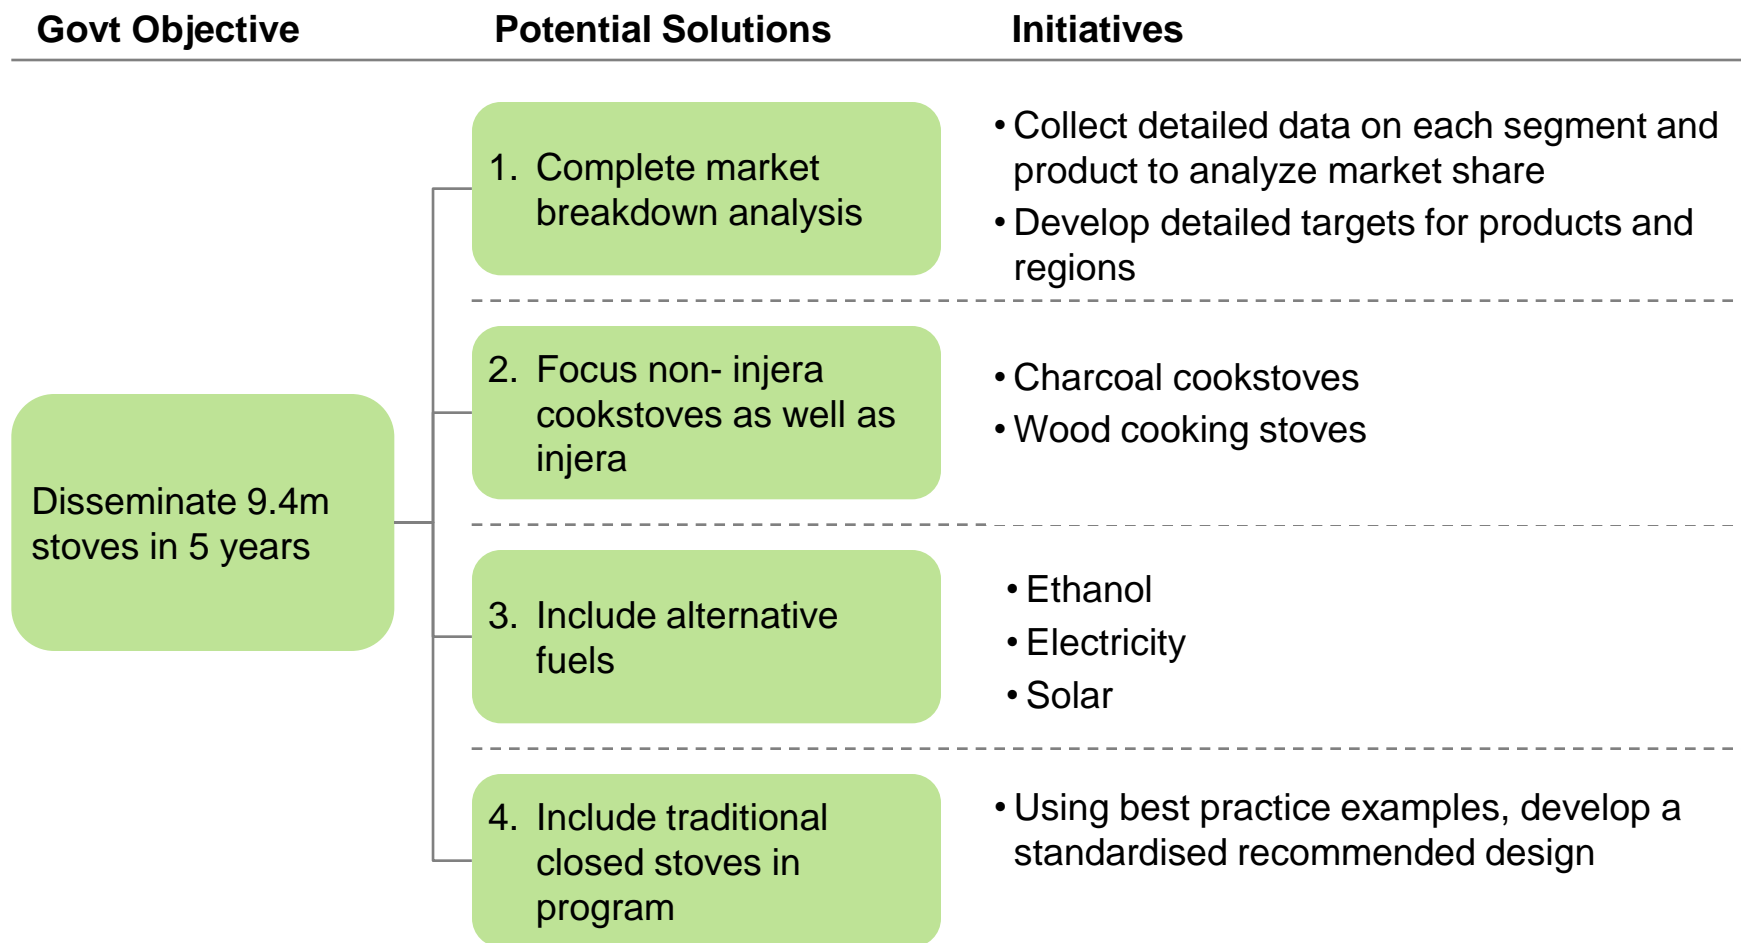 Govt Objective
Potential Solutions
Initiatives
Disseminate 9.4m
stoves in 5 years
1. Complete market
breakdown analysis
• Collect detailed data on each segment and
product to analyze market share
• Develop detailed targets for products and
regions
2. Focus non- injera
cookstoves as well as
injera
• Charcoal cookstoves
• Wood cooking stoves
3. Include alternative
fuels
• Ethanol
• Electricity
• Solar
4. Include traditional
closed stoves in
program
• Using best practice examples, develop a
standardised recommended design